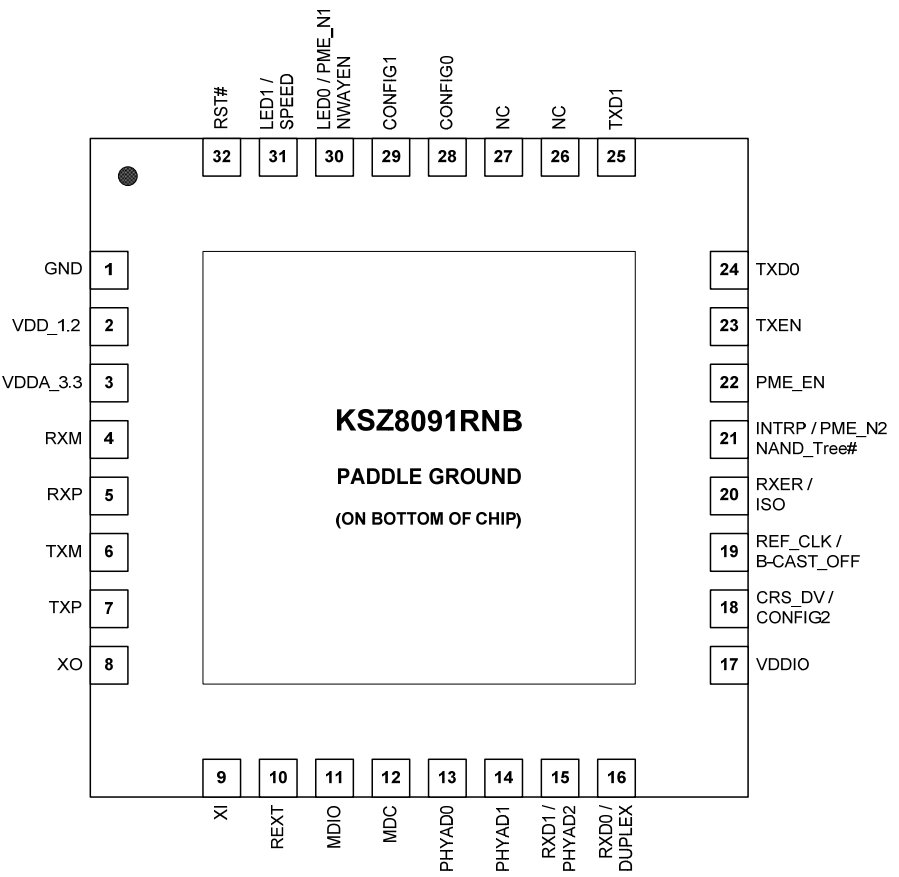 RST#
LED1 /
SPEED
LED0 / PME_N1
NWAYEN
CONFIG1
CONFIG0
NC
NC
TXD1
32 31 30 29 28 27 26 25
GND 1
VDD_1.2 2
VDDA_3.3 3
RXM 4
RXP 5
TXM 6
TXP 7
XO 8
KSZ8091RNB
PADDLE GROUND
(ON BOTTOM OF CHIP)
24 TXD0
23 TXEN
22 PME_EN
21 INTRP / PME_N2
NAND_Tree#
20 RXER /
ISO
19 REF_CLK /
B-CAST_OFF
18 CRS_DV /
CONFIG2
17 VDDIO
9 10 11 12 13 14 15 16
XI
REXT
MDIO
MDC
PHYAD0
PHYAD1
RXD1 /
PHYAD2
RXD0 /
DUPLEX